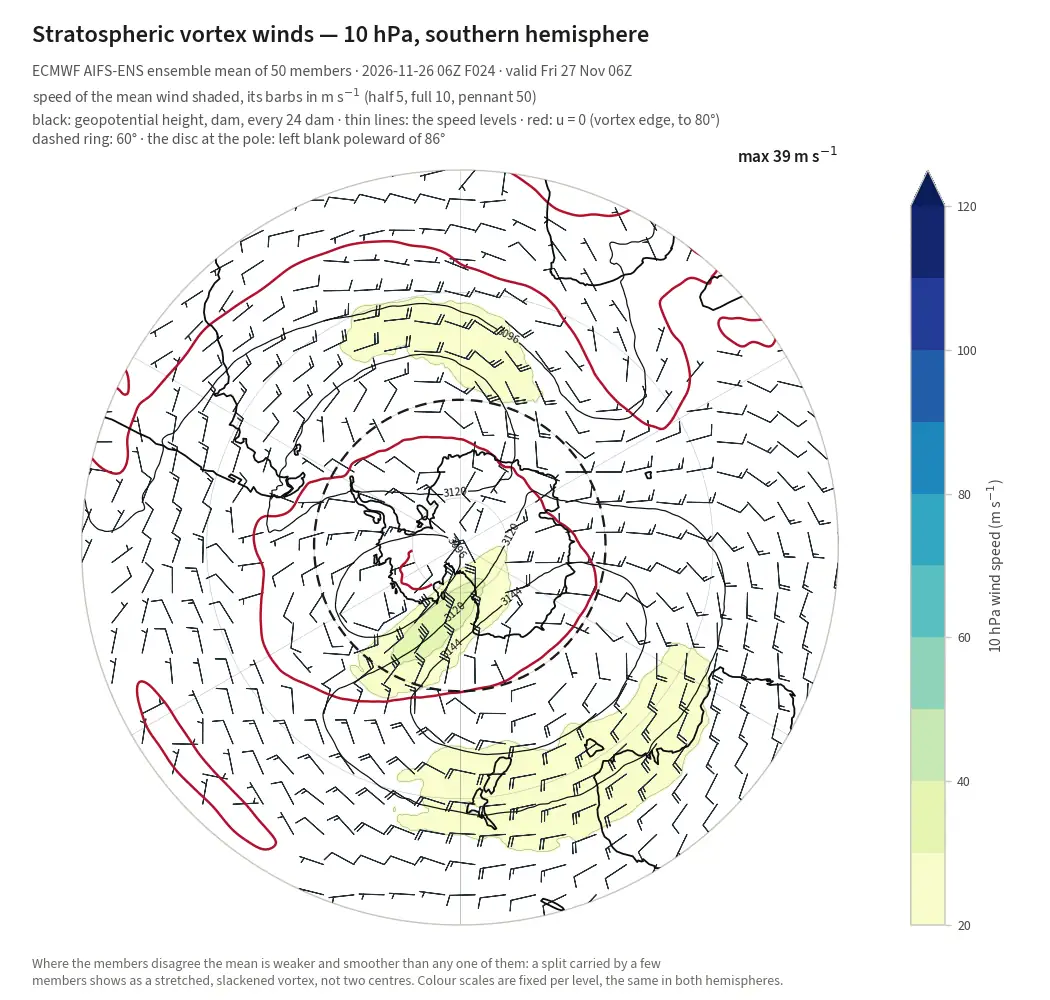 Stratospheric vortex winds — 10 hPa, southern hemisphere
ECMWF AIFS-ENS ensemble mean of 50 members · 2026-11-26 06Z F024 · valid Fri 27 Nov 06Z
speed of the mean wind shaded, its barbs in m s⁻¹ (half 5, full 10, pennant 50)
black: geopotential height, dam, every 24 dam · thin lines: the speed levels · red: u = 0 (vortex edge, to 80°)
dashed ring: 60° · the disc at the pole: left blank poleward of 86°
max 39 m s⁻¹
120
100
80
60
40
20
10 hPa wind speed (m s⁻¹)
3096
3120
3120
3096
3144
3120
3144
Where the members disagree the mean is weaker and smoother than any one of them: a split carried by a few
members shows as a stretched, slackened vortex, not two centres. Colour scales are fixed per level, the same in both hemispheres.